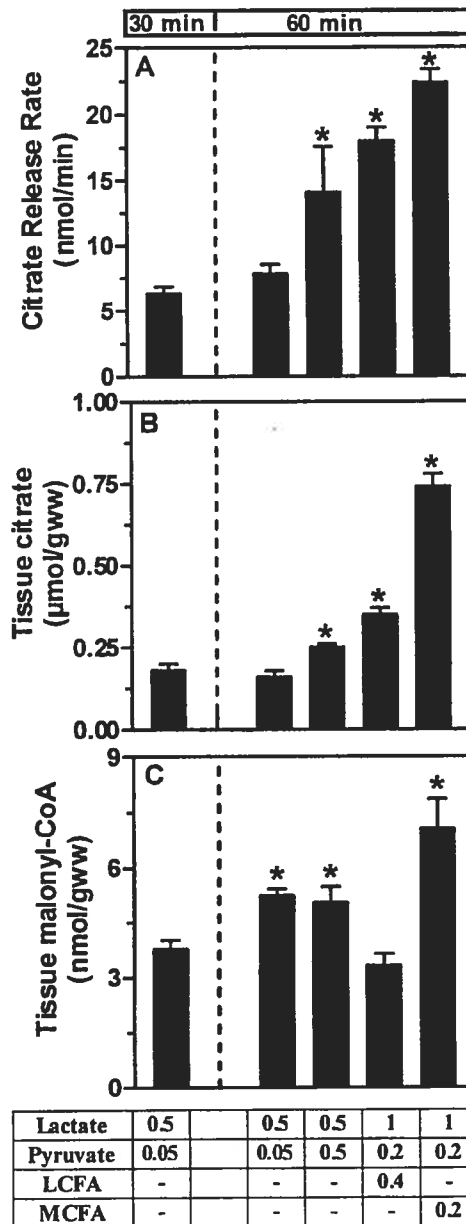 30 min 60 min
A
Citrate Release Rate
(nmol/min)
25
20
15
10
5
0
* * *
B
Tissue citrate
(µmol/gww)
1.00
0.75
0.50
0.25
0.00
* * *
C
Tissue malonyl-CoA
(nmol/gww)
9
6
3
0
* * *
Lactate 0.5 0.5 0.5 1 1
Pyruvate 0.05 0.05 0.5 0.2 0.2
LCFA - - - 0.4 -
MCFA - - - - 0.2